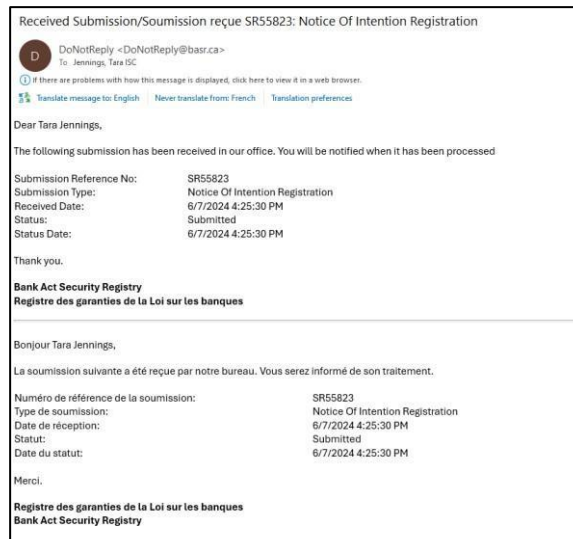 Received Submission/Soumission reçue SR55823: Notice Of Intention Registration
D
DoNotReply <DoNotReply@basr.ca>
To Jennings, Tara ISC
If there are problems with how this message is displayed, click here to view it in a web browser.
Translate message to: English Never translate from: French Translation preferences
Dear Tara Jennings,
The following submission has been received in our office. You will be notified when it has been processed
Submission Reference No: SR55823
Submission Type: Notice Of Intention Registration
Received Date: 6/7/2024 4:25:30 PM
Status: Submitted
Status Date: 6/7/2024 4:25:30 PM
Thank you.
Bank Act Security Registry
Registre des garanties de la Loi sur les banques
Bonjour Tara Jennings,
La soumission suivante a été reçue par notre bureau. Vous serez informé de son traitement.
Numéro de référence de la soumission: SR55823
Type de soumission: Notice Of Intention Registration
Date de réception: 6/7/2024 4:25:30 PM
Statut: Submitted
Date du statut: 6/7/2024 4:25:30 PM
Merci.
Registre des garanties de la Loi sur les banques
Bank Act Security Registry